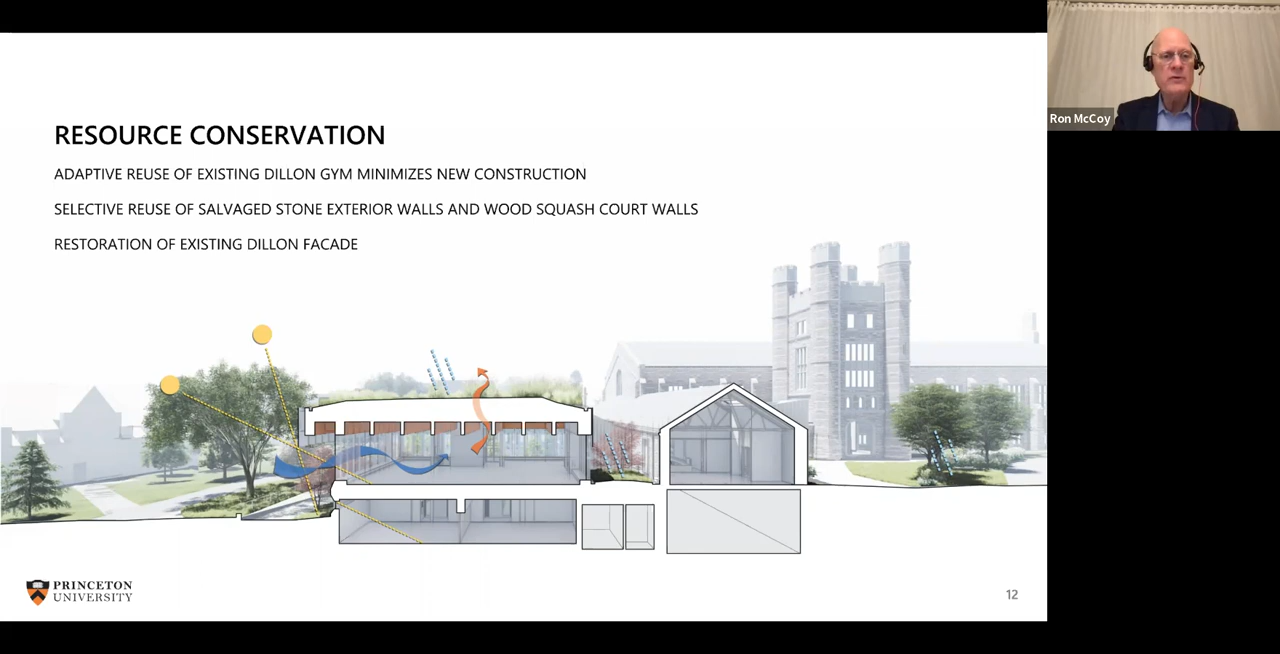 RESOURCE CONSERVATION
ADAPTIVE REUSE OF EXISTING DILLON GYM MINIMIZES NEW CONSTRUCTION
SELECTIVE REUSE OF SALVAGED STONE EXTERIOR WALLS AND WOOD SQUASH COURT WALLS
RESTORATION OF EXISTING DILLON FACADE
PRINCETON
UNIVERSITY
12
Ron McCoy